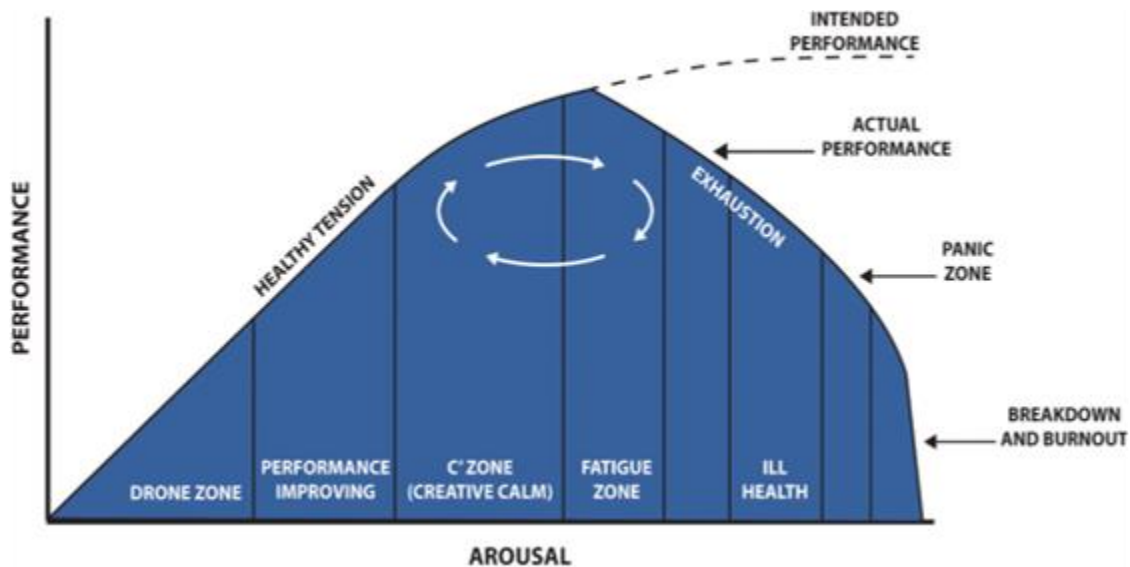 INTENDED
PERFORMANCE
ACTUAL
PERFORMANCE
EXHAUSTION
HEALTHY TENSION
PERFORMANCE
PANIC
ZONE
BREAKDOWN
AND BURNOUT
DRONE ZONE
PERFORMANCE
IMPROVING
C' ZONE
(CREATIVE CALM)
FATIGUE
ZONE
ILL
HEALTH
AROUSAL